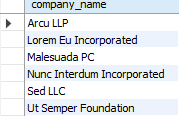 company_name
Arcu LLP
Lorem Eu Incorporated
Malesuada PC
Nunc Interdum Incorporated
Sed LLC
Ut Semper Foundation